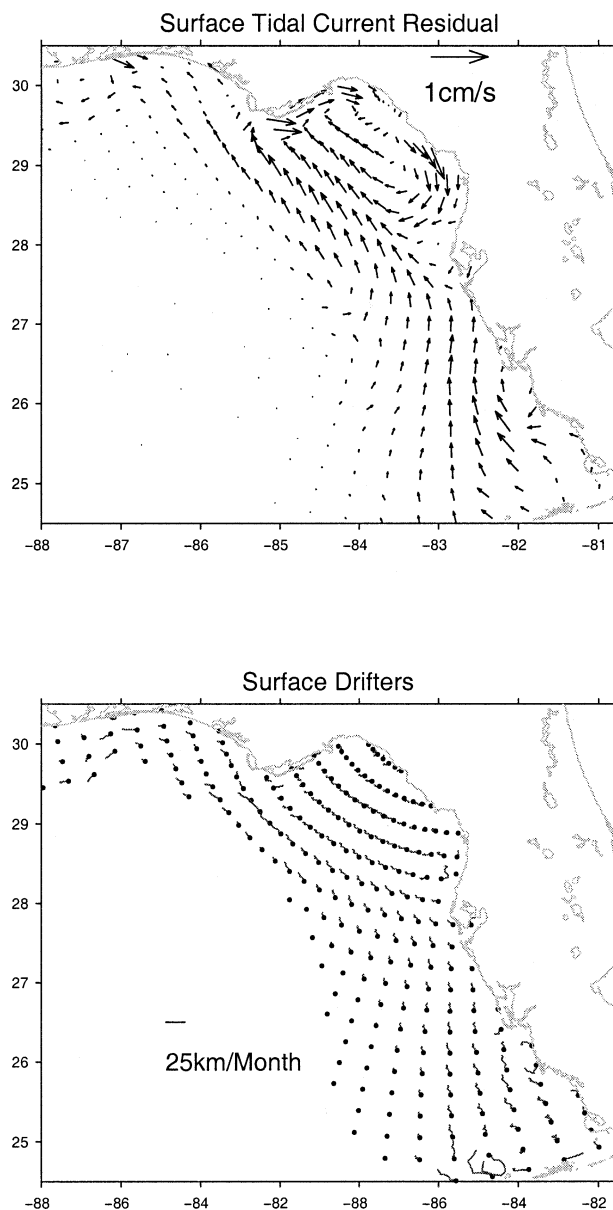 Surface Tidal Current Residual
1cm/s
30
29
28
27
26
25
−88 −87 −86 −85 −84 −83 −82 −81
Surface Drifters
30
29
28
27
26
25
25km/Month
−88 −86 −84 −82 −88 −86 −84 −82